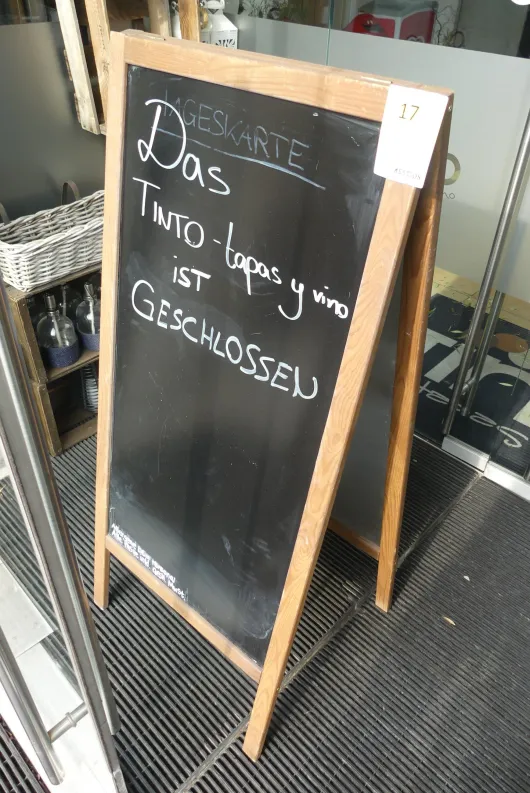 TAGESKARTE
Das
TINTO - tapas y vino
ist
GESCHLOSSEN
17